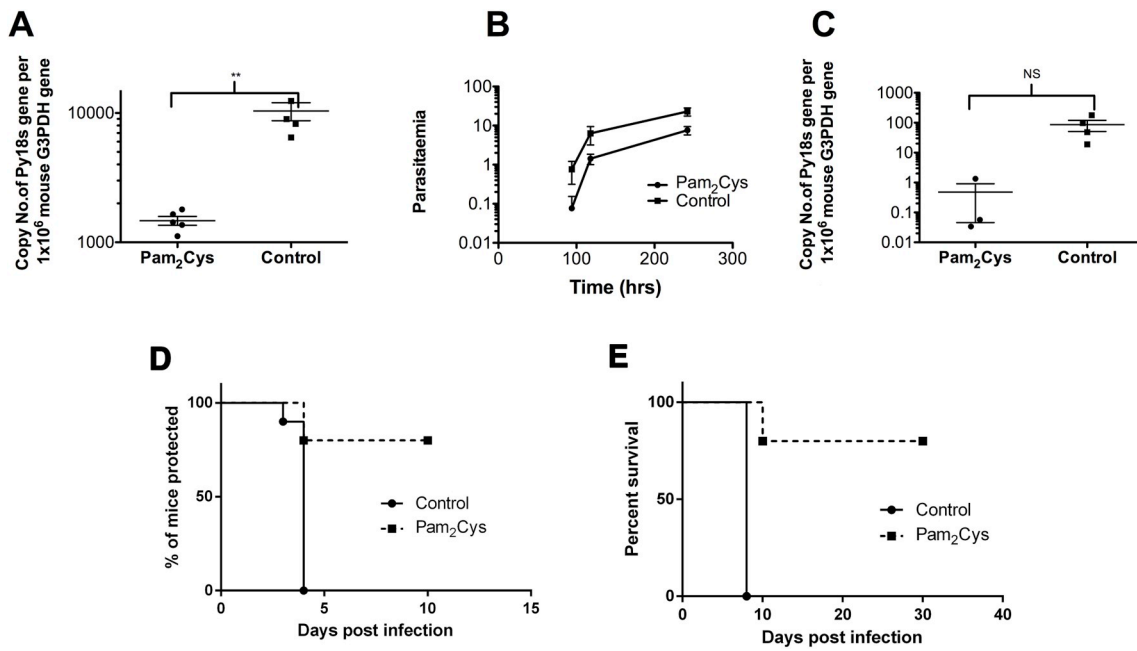 A
Copy No.of Py18s gene per
1x10⁶ mouse G3PDH gene
10000
1000
**
Pam₂Cys
Control
B
Parasitaemia
100
10
1
0.1
0.01
0
100
200
300
Time (hrs)
Pam₂Cys
Control
C
Copy No.of Py18s gene per
1x10⁶ mouse G3PDH gene
1000
100
10
1
0.1
0.01
NS
Pam₂Cys
Control
D
% of mice protected
100
50
0
0
5
10
15
Days post infection
Control
Pam₂Cys
E
Percent survival
100
50
0
0
10
20
30
40
Days post infection
Control
Pam₂Cys